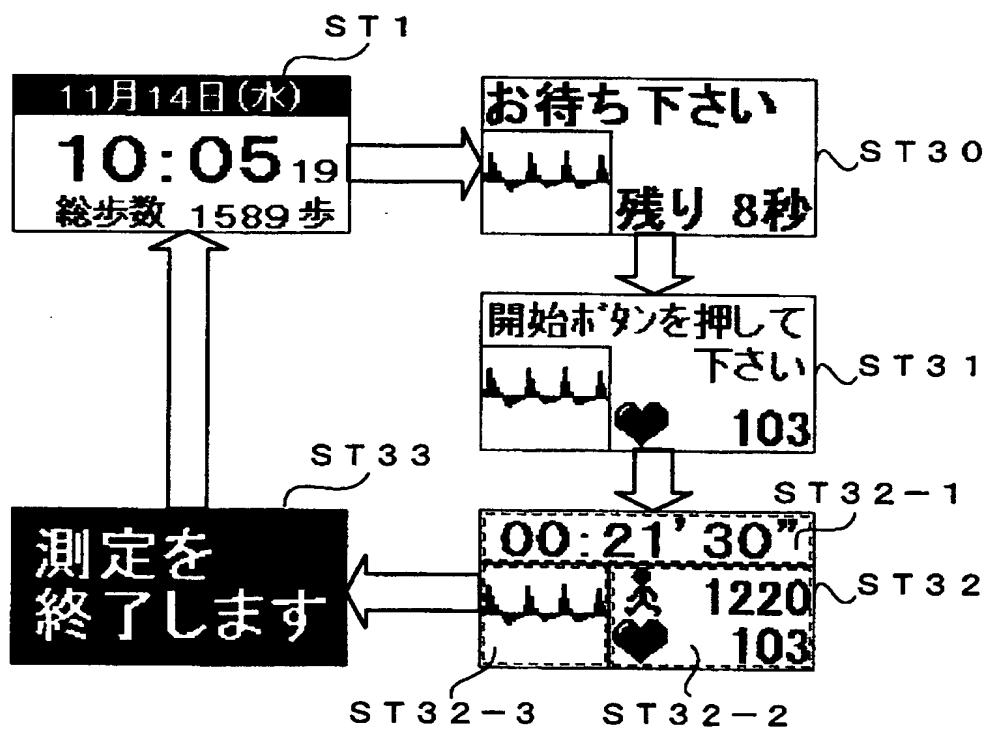 ST1
11月14日(水)
10:05 19
総歩数 1589 歩
お待ち下さい
残り 8秒
ST30
開始ボタンを押して
下さい
103
ST31
ST33
測定を
終了します
ST32-1
00:21'30"
1220
103
ST32
ST32-3
ST32-2